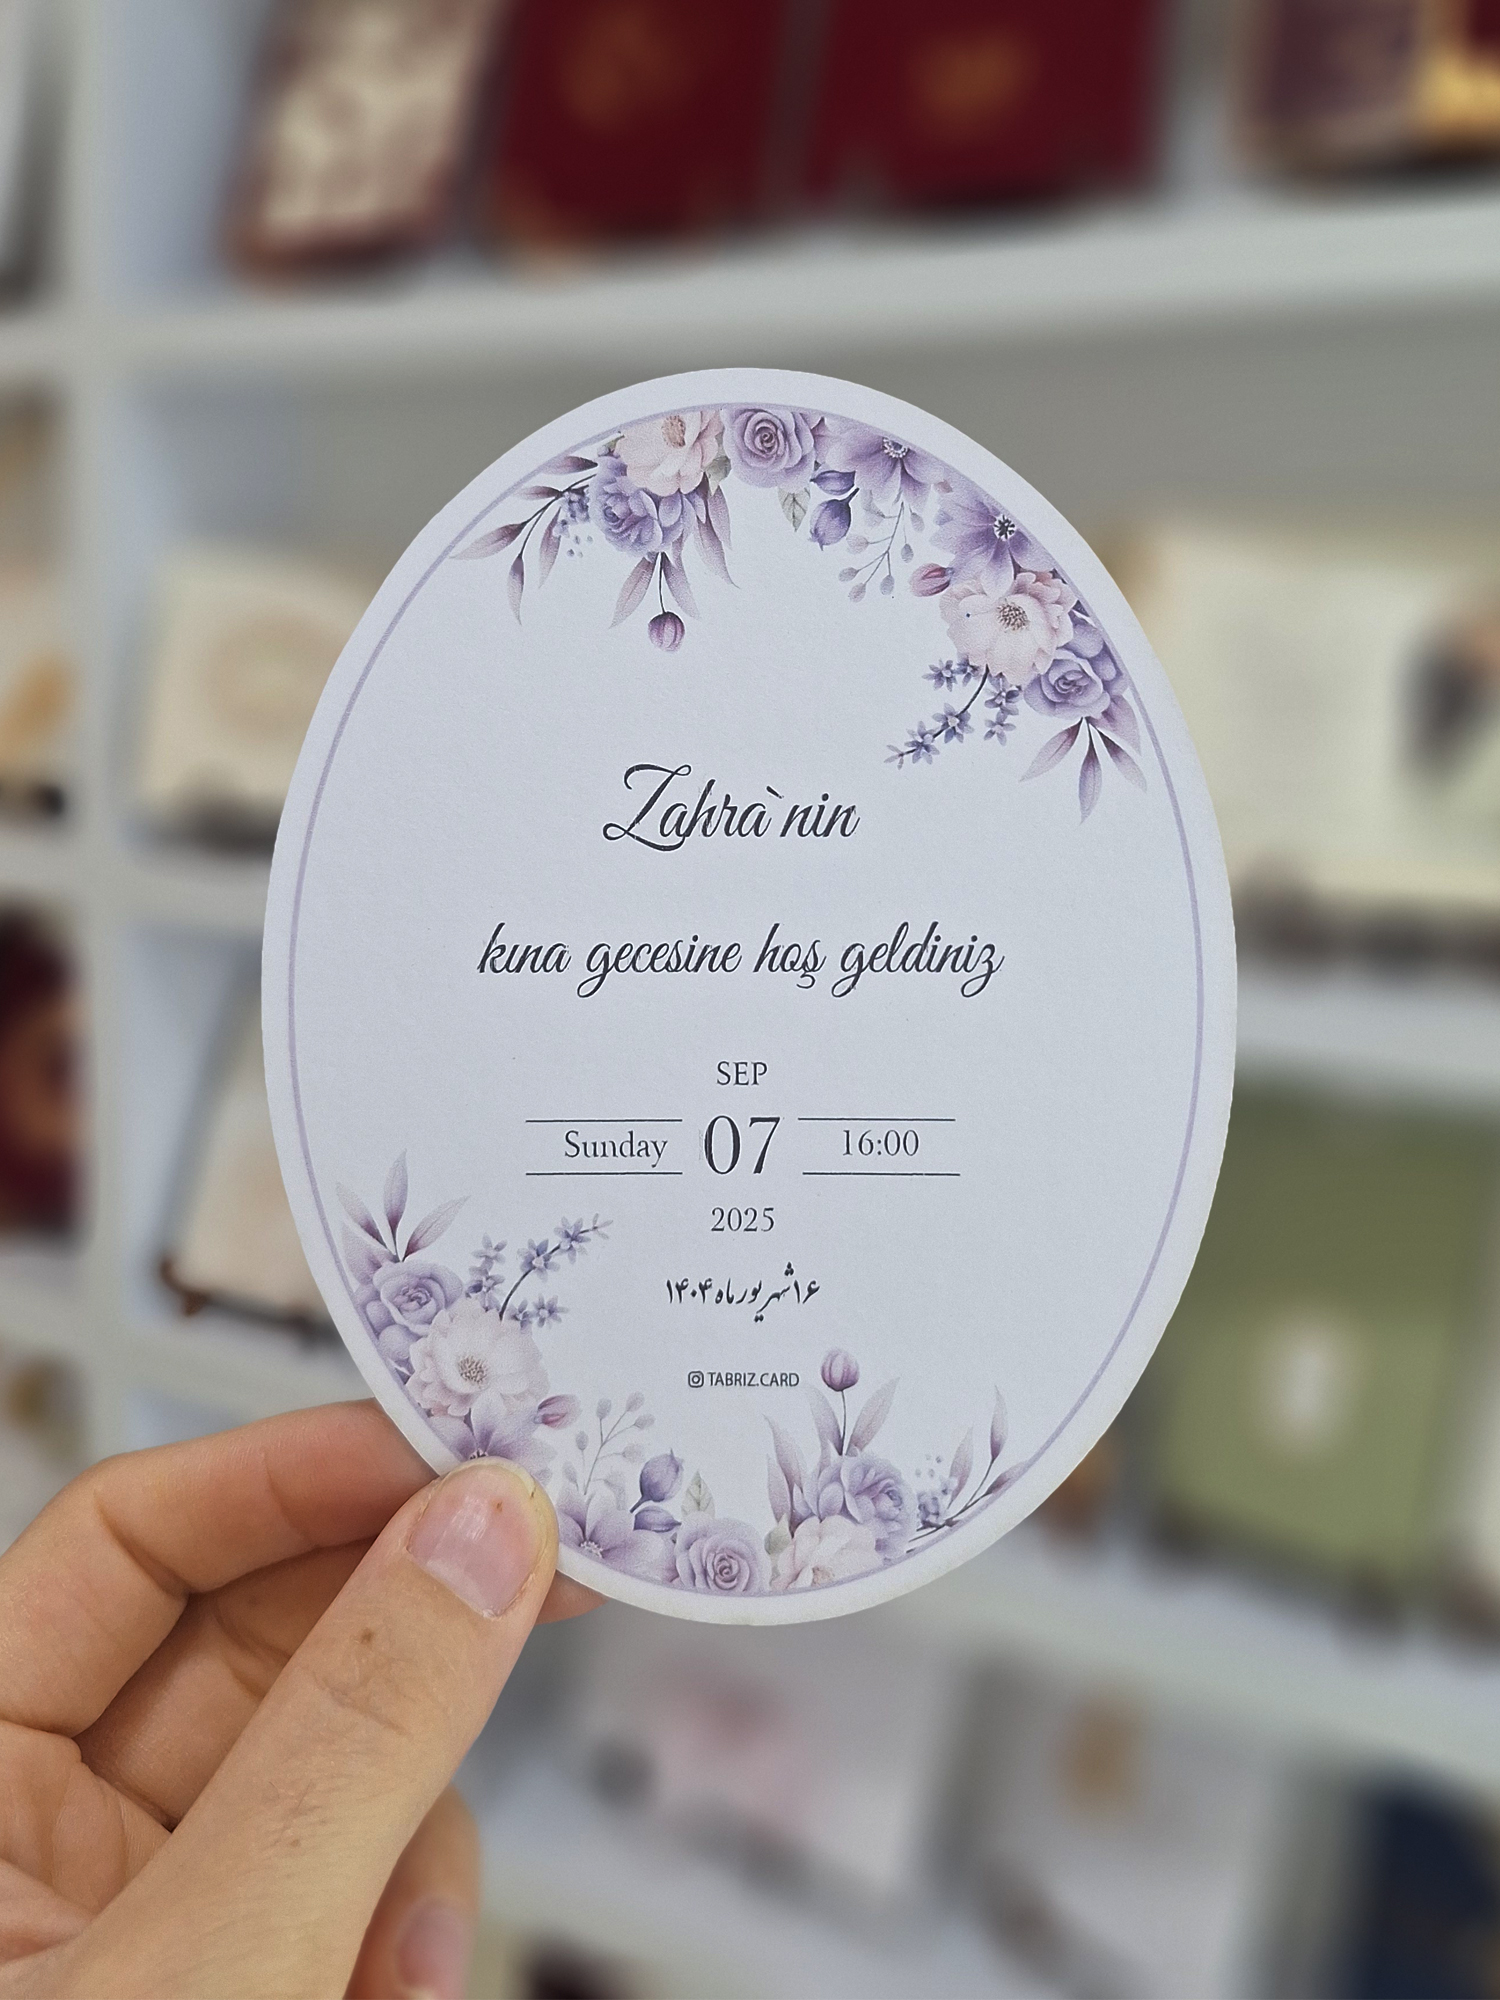 Zahra`nin
kına gecesine hoş geldiniz
SEP
Sunday 07 16:00
2025
۱۶شهریورماه۱۴۰۴
TABRIZ.CARD